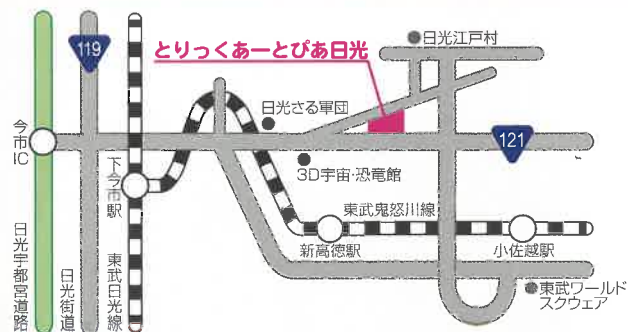 119
とりっくあーとぴあ日光
日光江戸村
日光さる軍団
121
今市
IC
下今市駅
3D宇宙・恐竜館
東武鬼怒川線
新高徳駅
小佐越駅
日光宇都宮道路
日光街道
東武日光線
東武ワールド
スクウェア